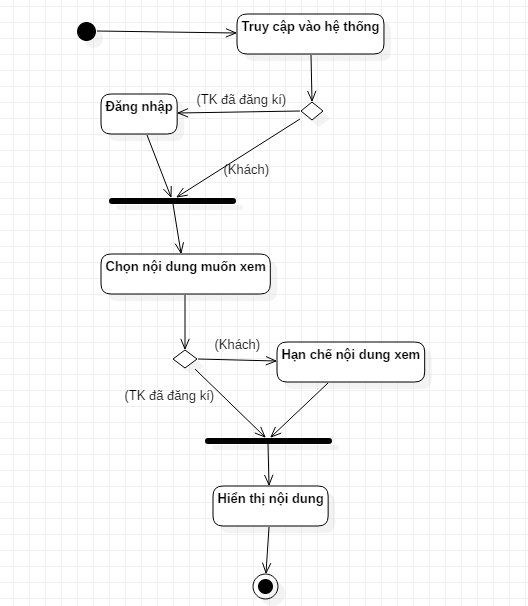 Truy cập vào hệ thống
(TK đã đăng kí)
Đăng nhập
(Khách)
Chọn nội dung muốn xem
(Khách)
Hạn chế nội dung xem
(TK đã đăng kí)
Hiển thị nội dung